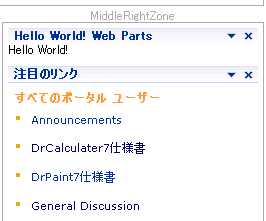 MiddleRightZone
Hello World! Web Parts
Hello World!
注目のリンク
すべてのポータル ユーザー
Announcements
DrCalculater7仕様書
DrPaint7仕様書
General Discussion